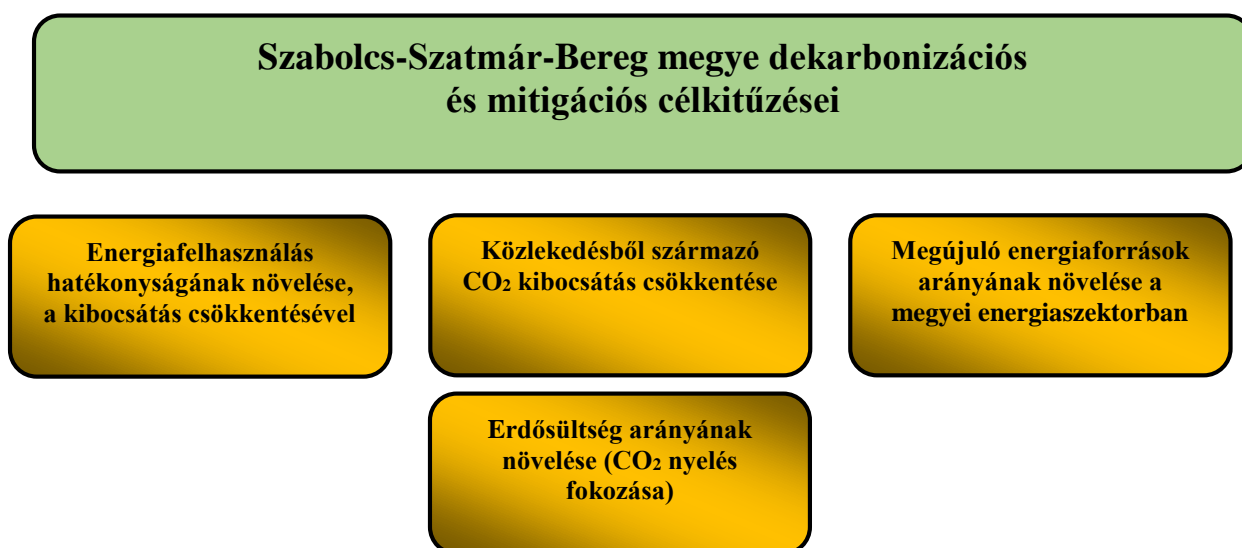 Szabolcs-Szatmár-Bereg megye dekarbonizációs
és mitigációs célkitűzései
Energiafelhasználás
hatékonyságának növelése,
a kibocsátás csökkentésével
Közlekedésből származó
CO₂ kibocsátás csökkentése
Megújuló energiaforrások
arányának növelése a
megyei energiaszektorban
Erdősültség arányának
növelése (CO₂ nyelés
fokozása)